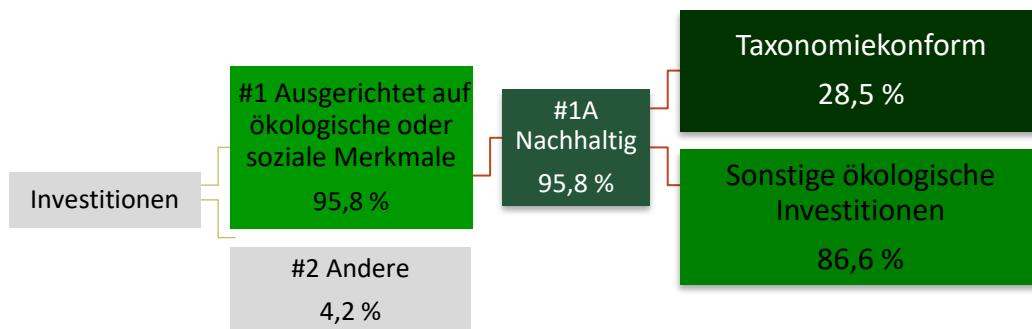 Investitionen
#1 Ausgerichtet auf
ökologische oder
soziale Merkmale
95,8 %
#2 Andere
4,2 %
#1A
Nachhaltig
95,8 %
Taxonomiekonform
28,5 %
Sonstige ökologische
Investitionen
86,6 %